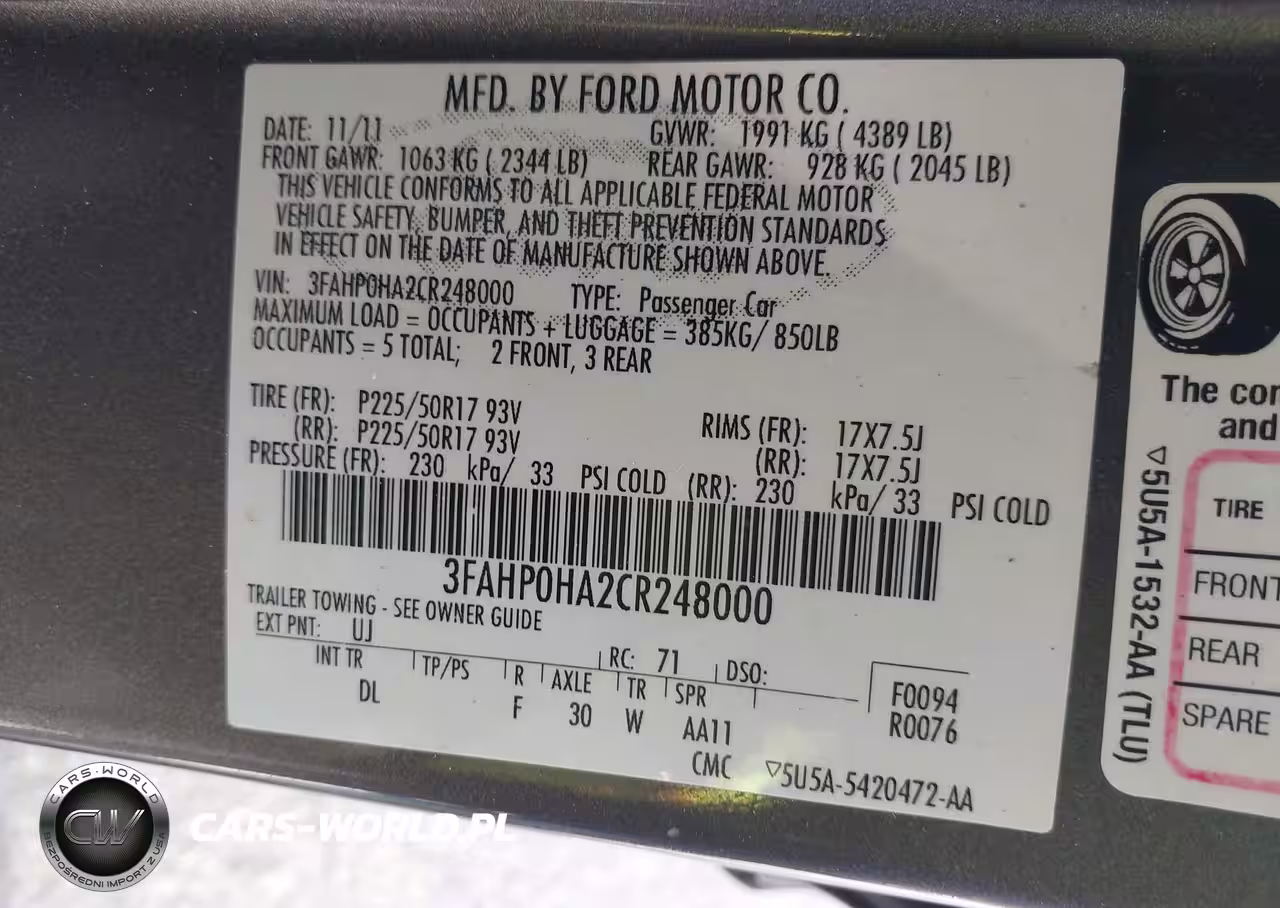 MFD. BY FORD MOTOR CO.
DATE: 11/11 GVWR: 1991 KG ( 4389 LB)
FRONT GAWR: 1063 KG ( 2344 LB) REAR GAWR: 928 KG ( 2045 LB)
THIS VEHICLE CONFORMS TO ALL APPLICABLE FEDERAL MOTOR
VEHICLE SAFETY, BUMPER, AND THEFT PREVENTION STANDARDS
IN EFFECT ON THE DATE OF MANUFACTURE SHOWN ABOVE.
VIN: 3FAHP0HA2CR248000 TYPE: Passenger Car
MAXIMUM LOAD = OCCUPANTS + LUGGAGE = 385KG/ 850LB
OCCUPANTS = 5 TOTAL; 2 FRONT, 3 REAR
TIRE (FR): P225/50R17 93V RIMS (FR): 17X7.5J
(RR): P225/50R17 93V (RR): 17X7.5J
PRESSURE (FR): 230 kPa/ 33 PSI COLD (RR): 230 kPa/ 33 PSI COLD
3FAHP0HA2CR248000
TRAILER TOWING - SEE OWNER GUIDE
EXT PNT: UJ RC: 71 DSO:
INT TR TP/PS R AXLE TR SPR F0094
DL F 30 W AA11 R0076
CMC ▽5U5A-5420472-AA
The con
and
▽5U5A-1532-AA (TLU)
TIRE
FRONT
REAR
SPARE
CARS-WORLD
CW
BEZPOŚREDNI IMPORT Z USA
CARS-WORLD.PL